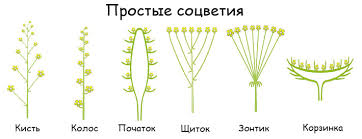 Простые соцветия
Кисть Колос Початок Щиток Зонтик Корзинка